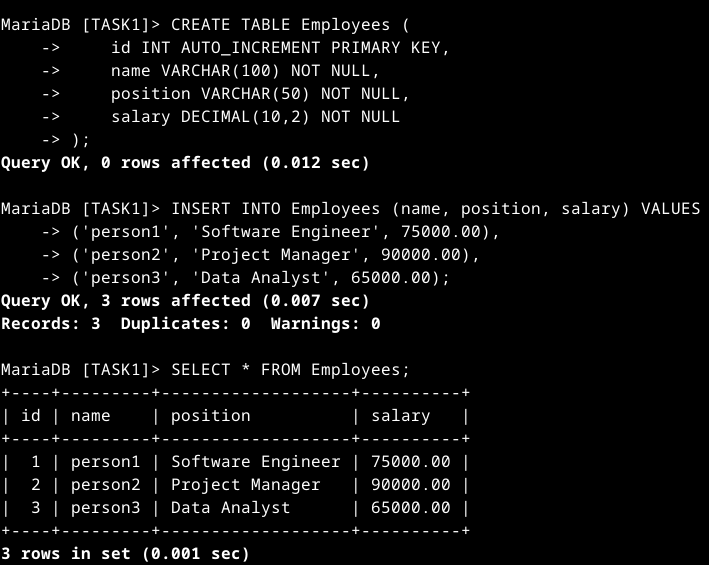 MariaDB [TASK1]> CREATE TABLE Employees (
    ->     id INT AUTO_INCREMENT PRIMARY KEY,
    ->     name VARCHAR(100) NOT NULL,
    ->     position VARCHAR(50) NOT NULL,
    ->     salary DECIMAL(10,2) NOT NULL
    -> );
Query OK, 0 rows affected (0.012 sec)

MariaDB [TASK1]> INSERT INTO Employees (name, position, salary) VALUES
    -> ('person1', 'Software Engineer', 75000.00),
    -> ('person2', 'Project Manager', 90000.00),
    -> ('person3', 'Data Analyst', 65000.00);
Query OK, 3 rows affected (0.007 sec)
Records: 3  Duplicates: 0  Warnings: 0

MariaDB [TASK1]> SELECT * FROM Employees;
+----+---------+-------------------+----------+
| id | name    | position          | salary   |
+----+---------+-------------------+----------+
|  1 | person1 | Software Engineer | 75000.00 |
|  2 | person2 | Project Manager   | 90000.00 |
|  3 | person3 | Data Analyst      | 65000.00 |
+----+---------+-------------------+----------+
3 rows in set (0.001 sec)